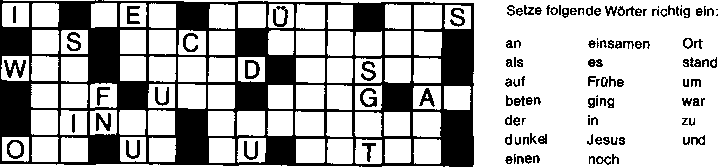 I E Ü S
S C
W D S
F U G A
I N
O U U T
Setze folgende Wörter richtig ein:
an einsamen Ort
als es stand
auf Frühe um
beten ging war
der in zu
dunkel Jesus und
einen noch